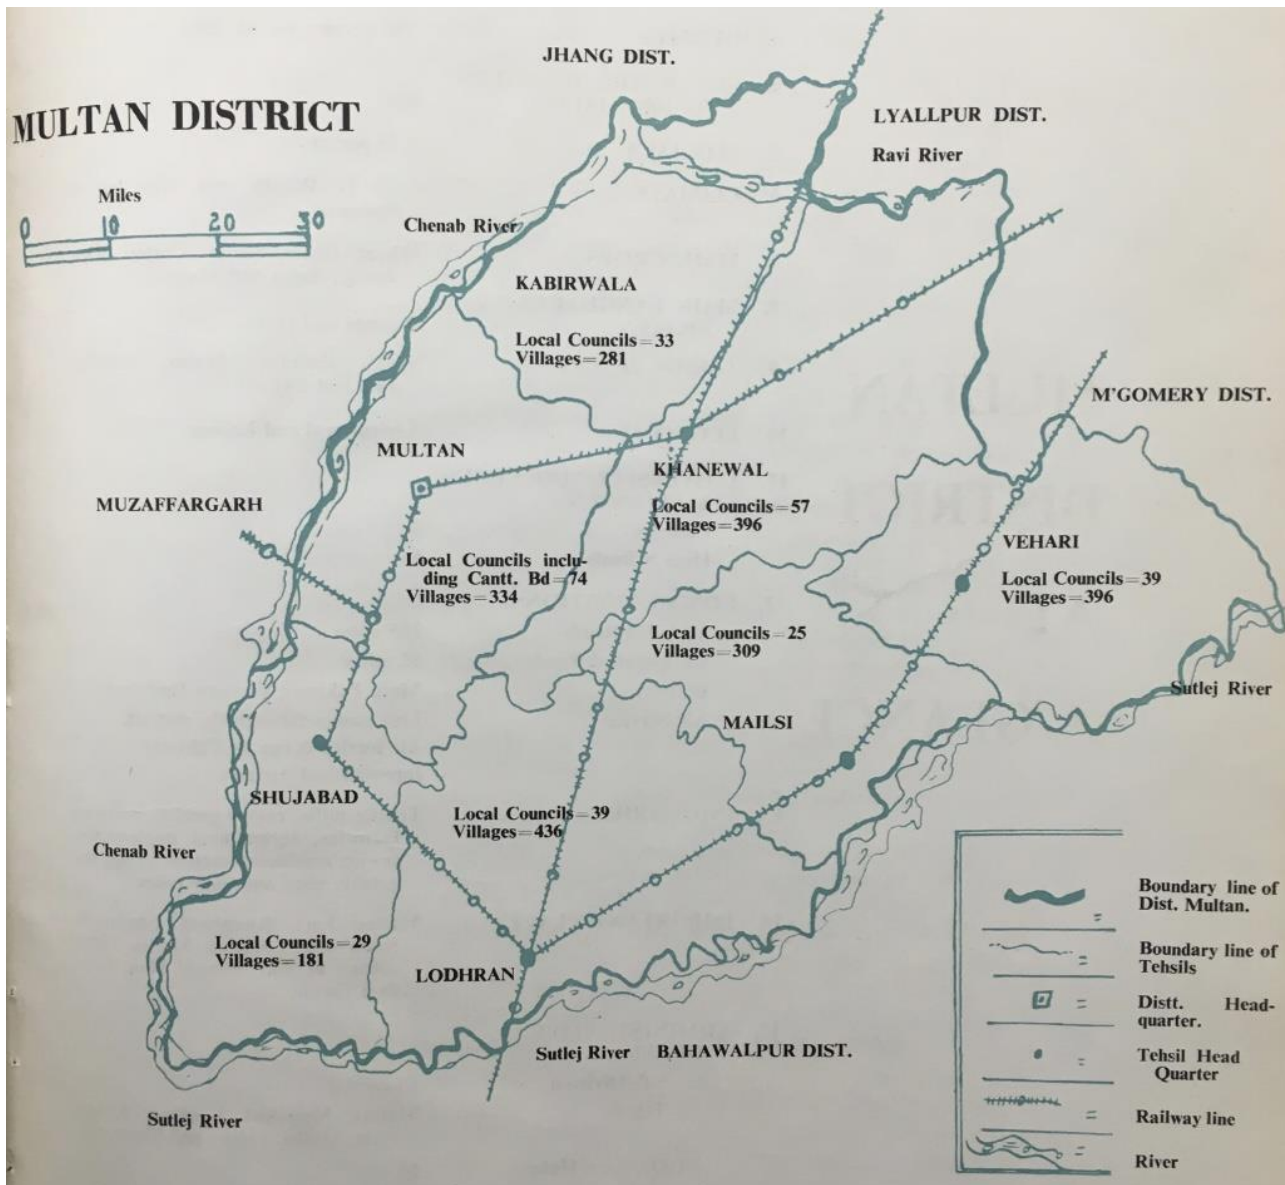 JHANG DIST.
MULTAN DISTRICT
LYALLPUR DIST.
Ravi River
Miles
0 10 20 30
Chenab River
KABIRWALA
Local Councils=33
Villages=281
M'GOMERY DIST.
MULTAN
MUZAFFARGARH
KHANEWAL
Local Councils=57
Villages=396
Local Councils inclu-
ding Cantt. Bd=74
Villages=334
VEHARI
Local Councils=39
Villages=396
Local Councils=25
Villages=309
Sutlej River
MAILSI
SHUJABAD
Local Councils=39
Villages=436
Chenab River
Local Councils=29
Villages=181
LODHRAN
Sutlej River
BAHAWALPUR DIST.
Sutlej River
= Boundary line of
Dist. Multan.
= Boundary line of
Tehsils
= Distt. Head-
quarter.
= Tehsil Head
Quarter
= Railway line
= River